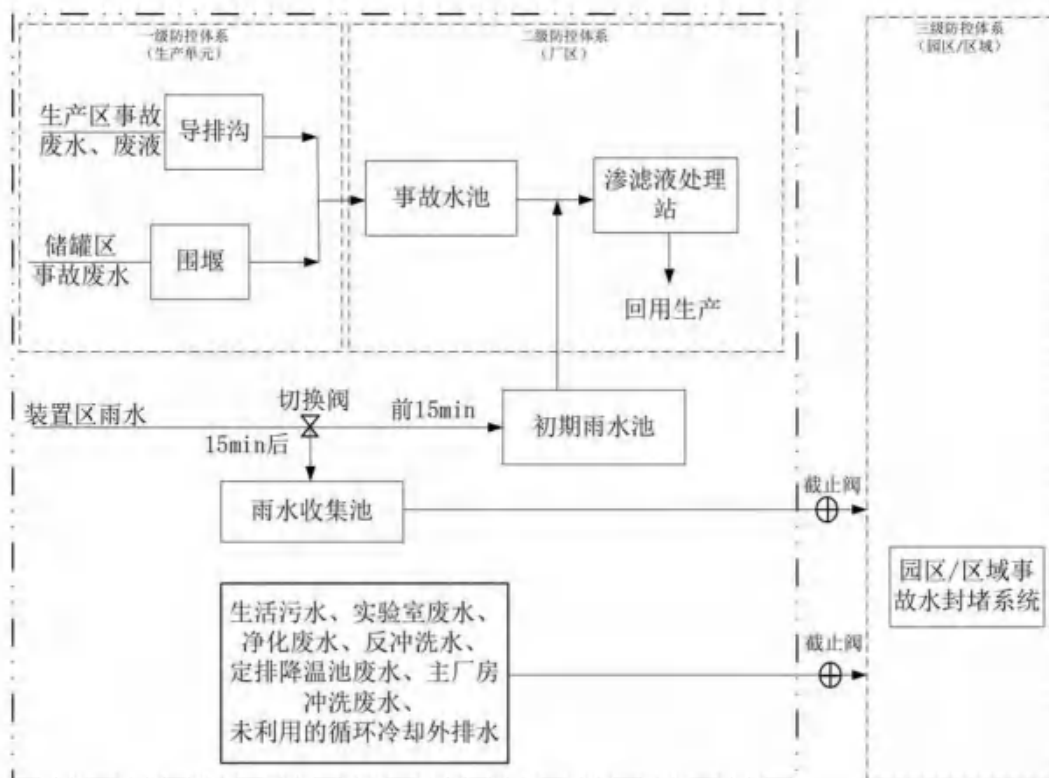 一级防控体系
（生产单元）
二级防控体系
（厂区）
三级防控体系
（园区/区域）
生产区事故
废水、废液
导排沟
储罐区
事故废水
围堰
事故水池
渗滤液处理
站
回用生产
装置区雨水
切换阀
前15min
15min后
初期雨水池
雨水收集池
截止阀
园区/区域事
故水封堵系统
生活污水、实验室废水、
净化废水、反冲洗水、
定排降温池废水、主厂房
冲洗废水、
未利用的循环冷却外排水
截止阀